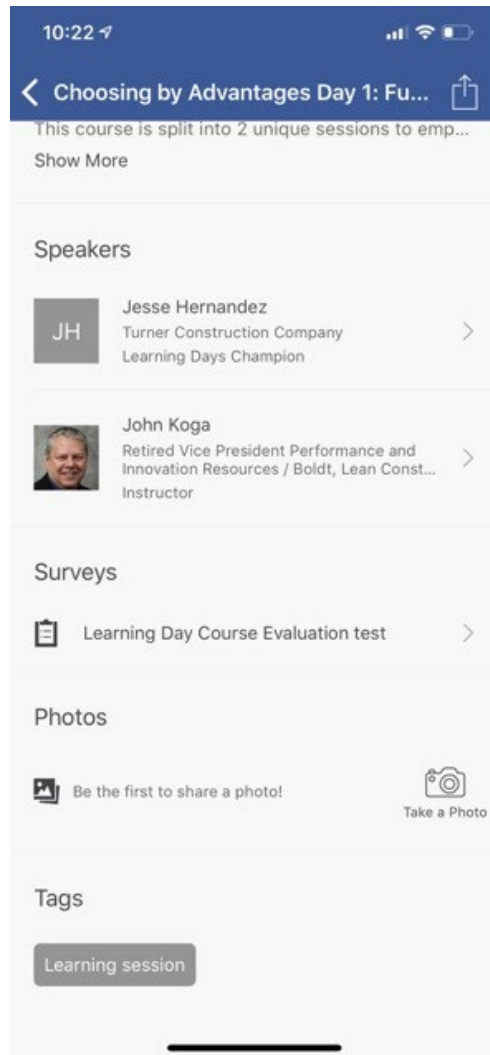 10:22
Choosing by Advantages Day 1: Fu...
This course is split into 2 unique sessions to emp...
Show More
Speakers
JH
Jesse Hernandez
Turner Construction Company
Learning Days Champion
John Koga
Retired Vice President Performance and
Innovation Resources / Boldt, Lean Const...
Instructor
Surveys
Learning Day Course Evaluation test
Photos
Be the first to share a photo!
Take a Photo
Tags
Learning session